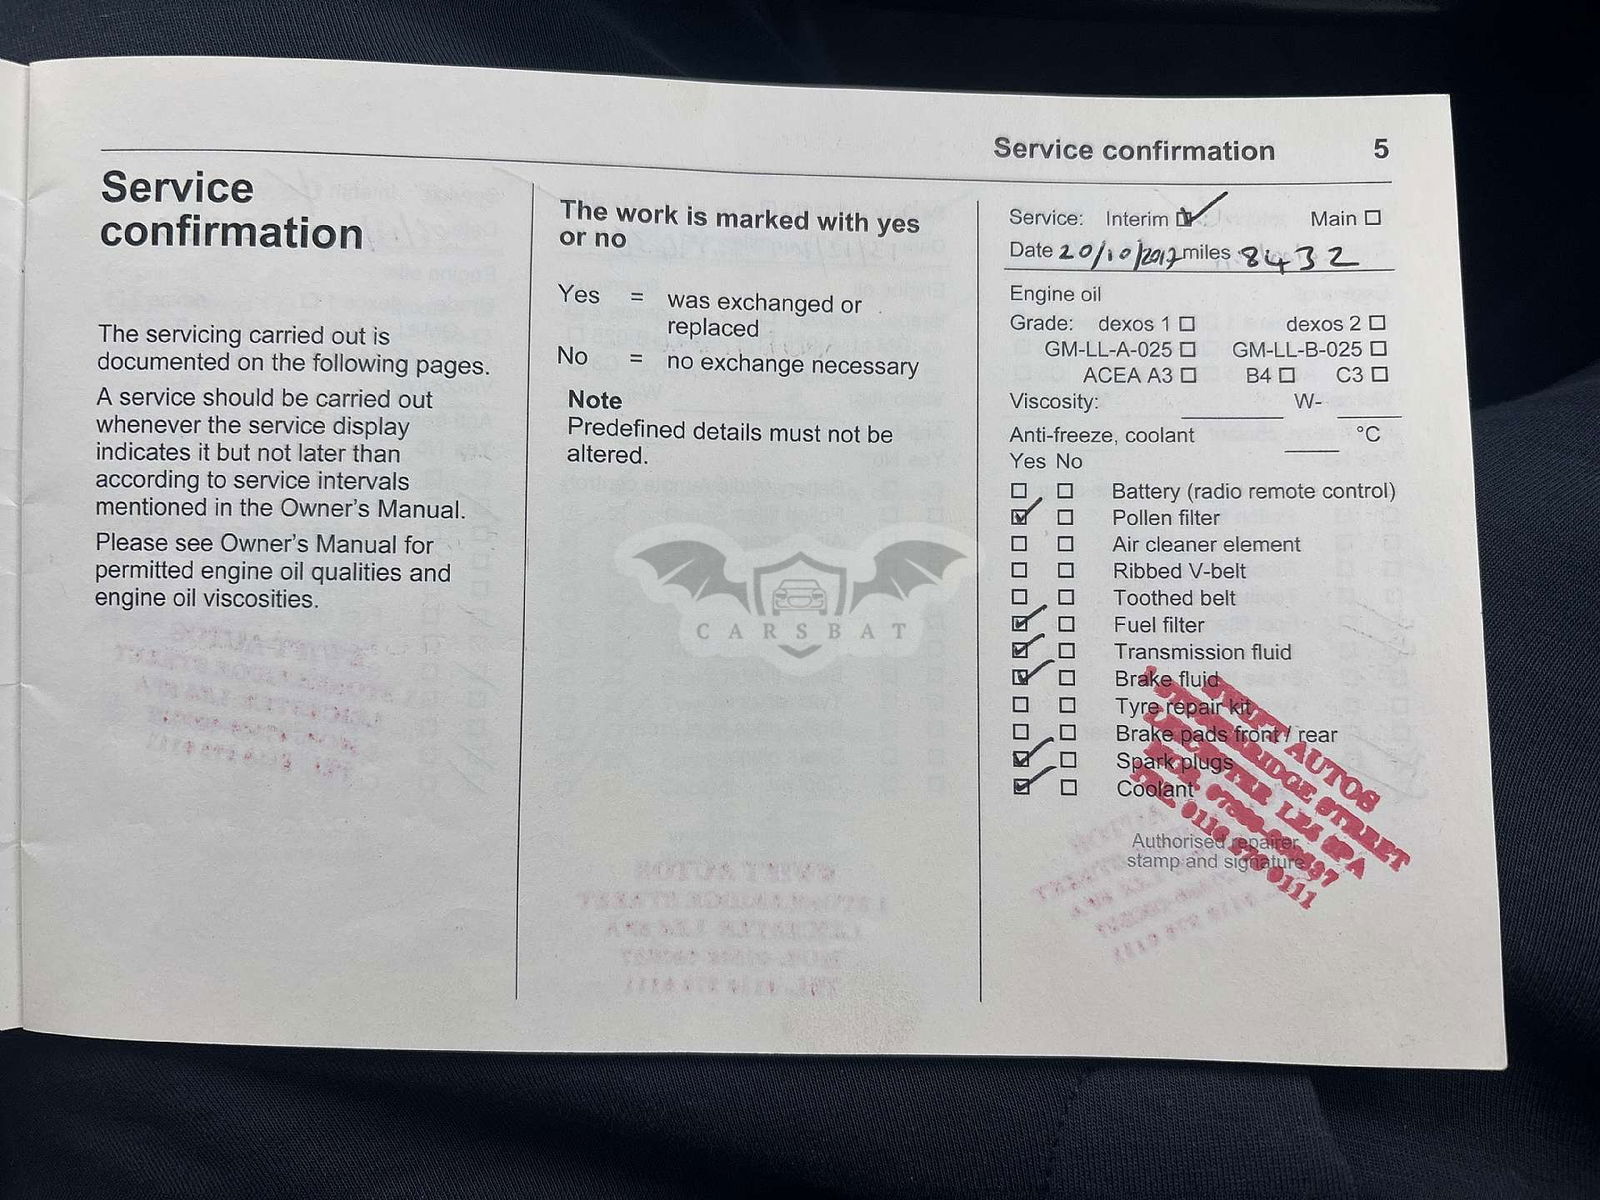 Service confirmation 5
Service
confirmation
The servicing carried out is
documented on the following pages.
A service should be carried out
whenever the service display
indicates it but not later than
according to service intervals
mentioned in the Owner's Manual.
Please see Owner's Manual for
permitted engine oil qualities and
engine oil viscosities.
The work is marked with yes
or no
Yes = was exchanged or
replaced
No = no exchange necessary
Note
Predefined details must not be
altered.
CARSBAT
Service: Interim Main
Date 20/10/2017 miles 8432
Engine oil
Grade: dexos 1 dexos 2
GM-LL-A-025 GM-LL-B-025
ACEA A3 B4 C3
Viscosity: W-
Anti-freeze, coolant °C
Yes No
Battery (radio remote control)
Pollen filter
Air cleaner element
Ribbed V-belt
Toothed belt
Fuel filter
Transmission fluid
Brake fluid
Tyre repair kit
Brake pads front / rear
Spark plugs
Coolant
Authorised repairer
stamp and signature
SWIFT AUTOS
STREET
LEICESTER LE4